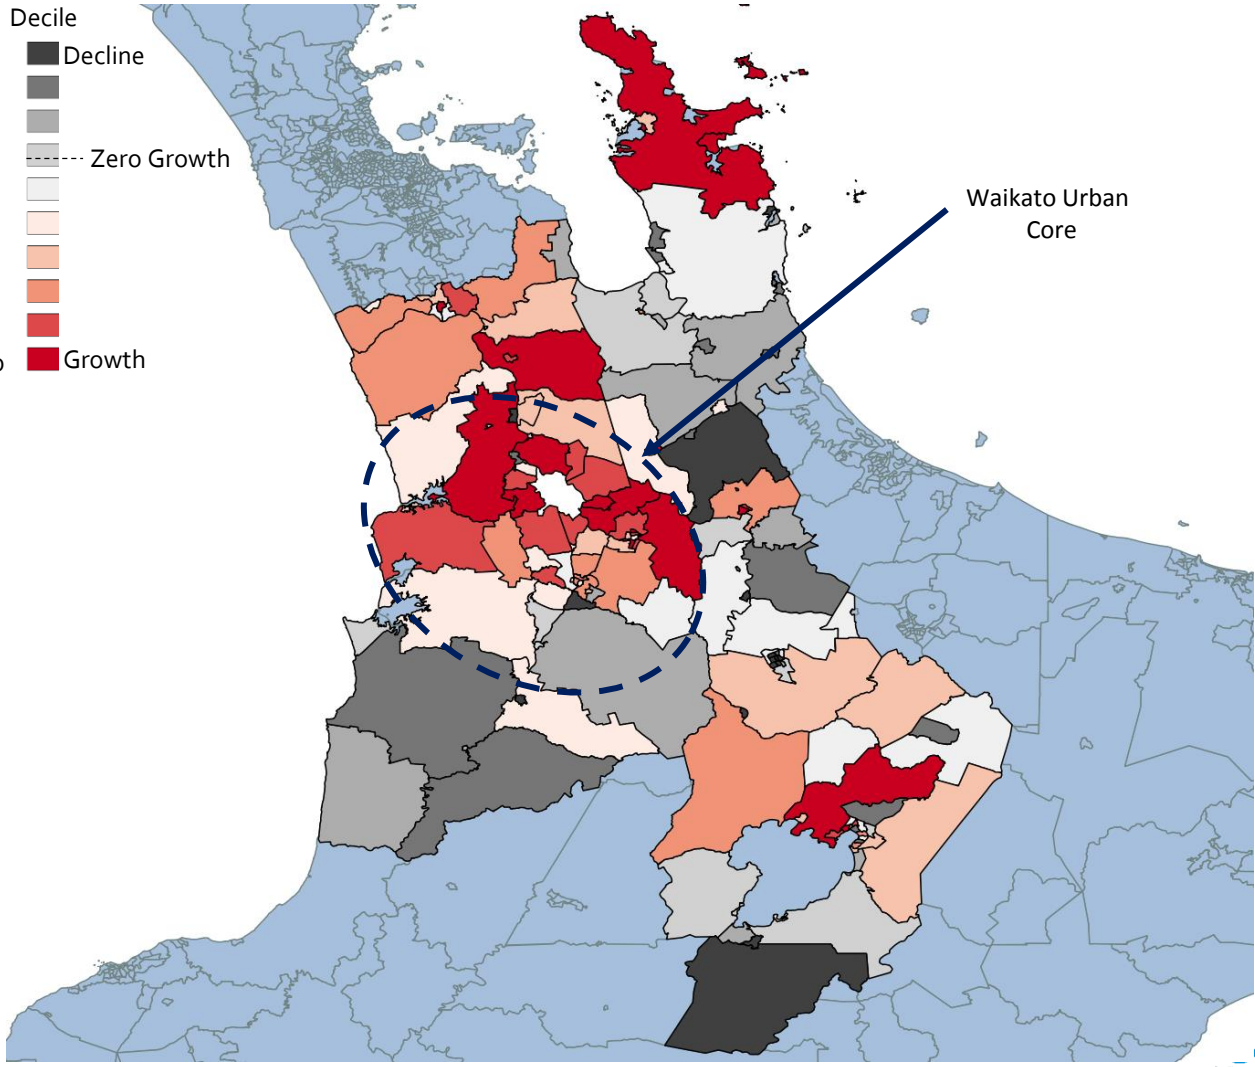 Decile
Decline
Zero Growth
Growth
Waikato Urban
Core